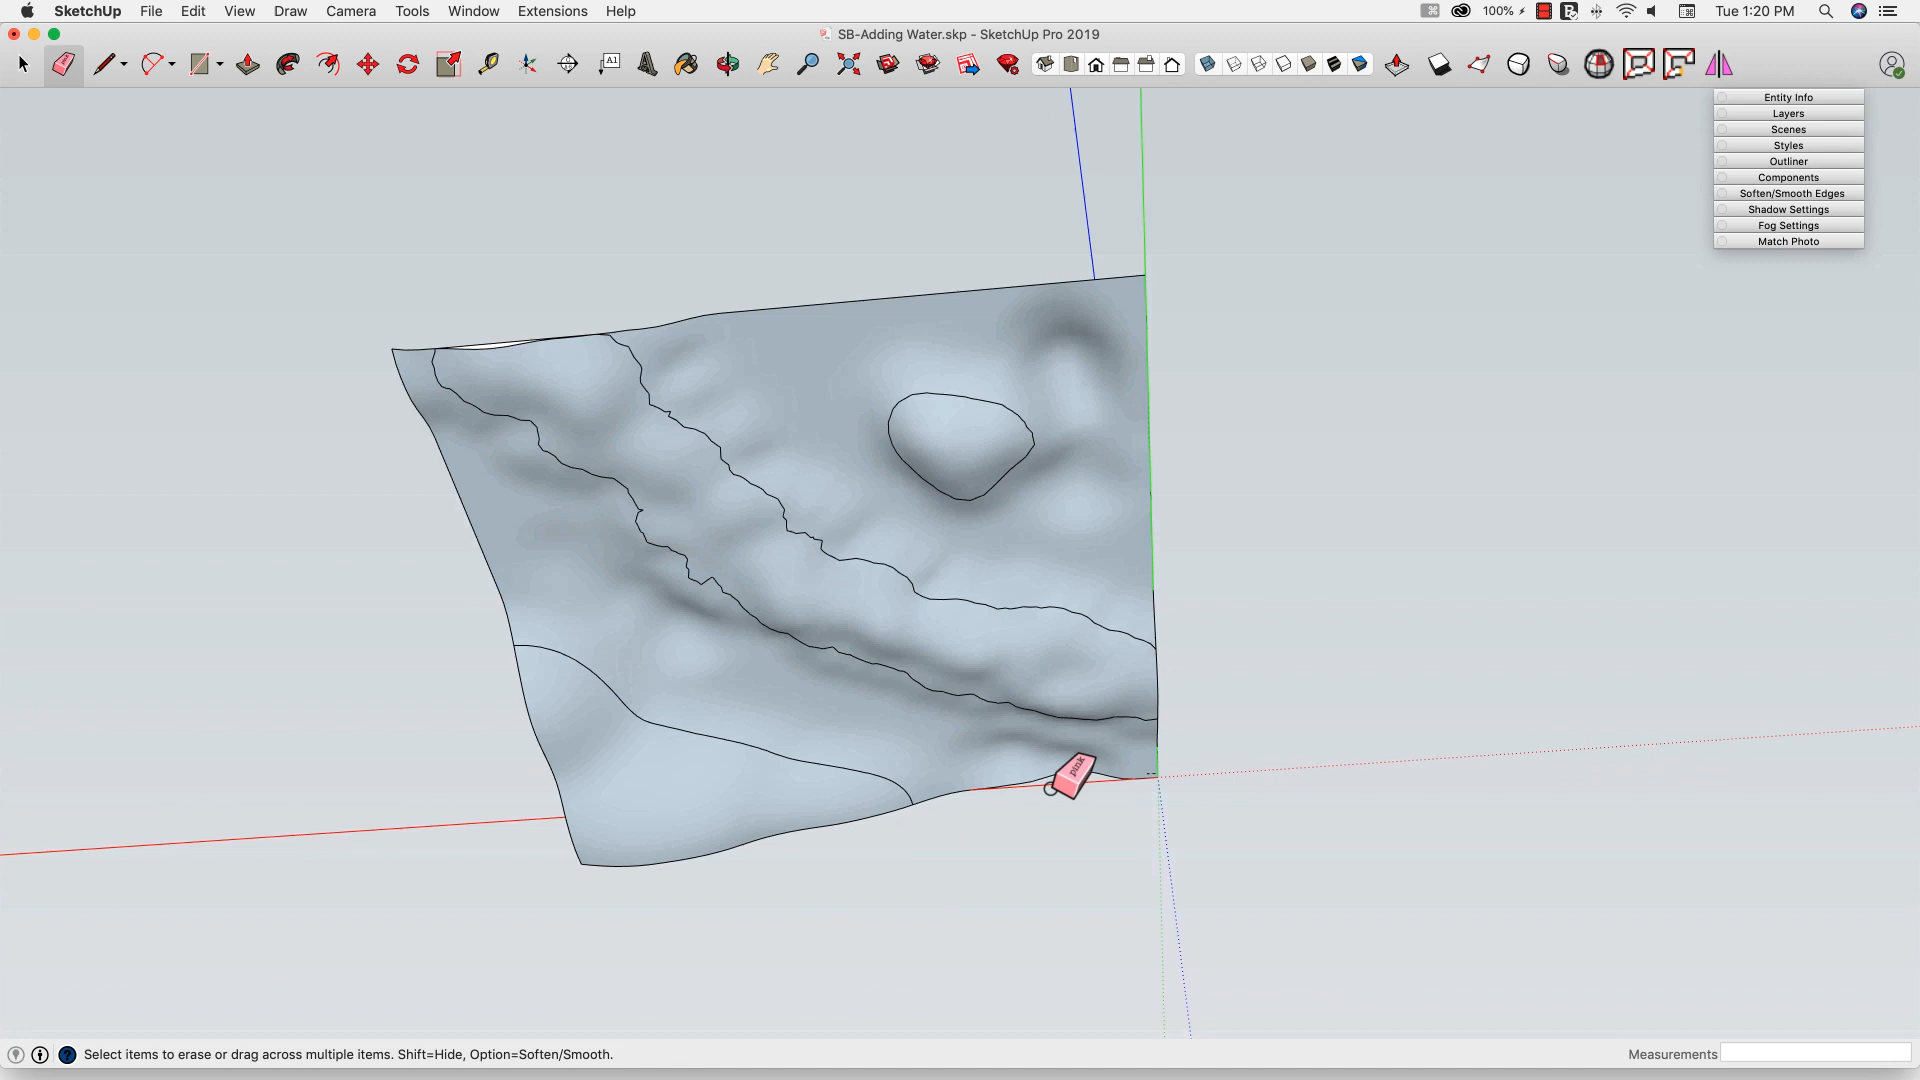 SketchUp File Edit View Draw Camera Tools Window Extensions Help 100% Tue 1:20 PM
SB-Adding Water.skp - SketchUp Pro 2019
A1
Entity Info
Layers
Scenes
Styles
Outliner
Components
Soften/Smooth Edges
Shadow Settings
Fog Settings
Match Photo
pink
Select items to erase or drag across multiple items. Shift=Hide, Option=Soften/Smooth. Measurements